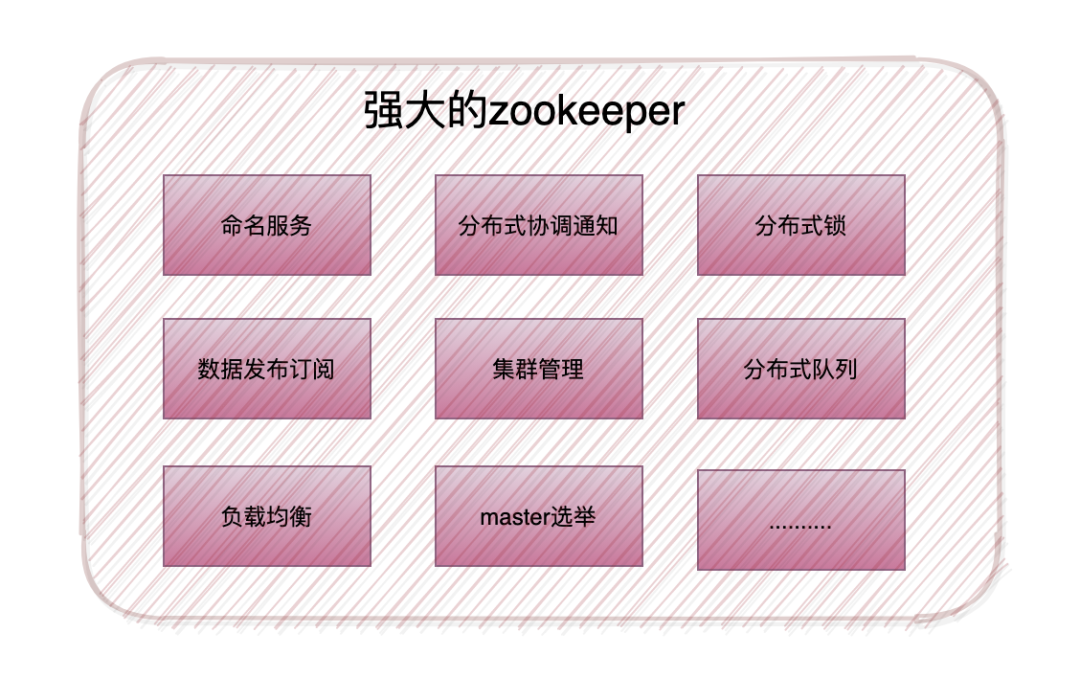 强大的zookeeper
命名服务
分布式协调通知
分布式锁
数据发布订阅
集群管理
分布式队列
负载均衡
master选举
..........